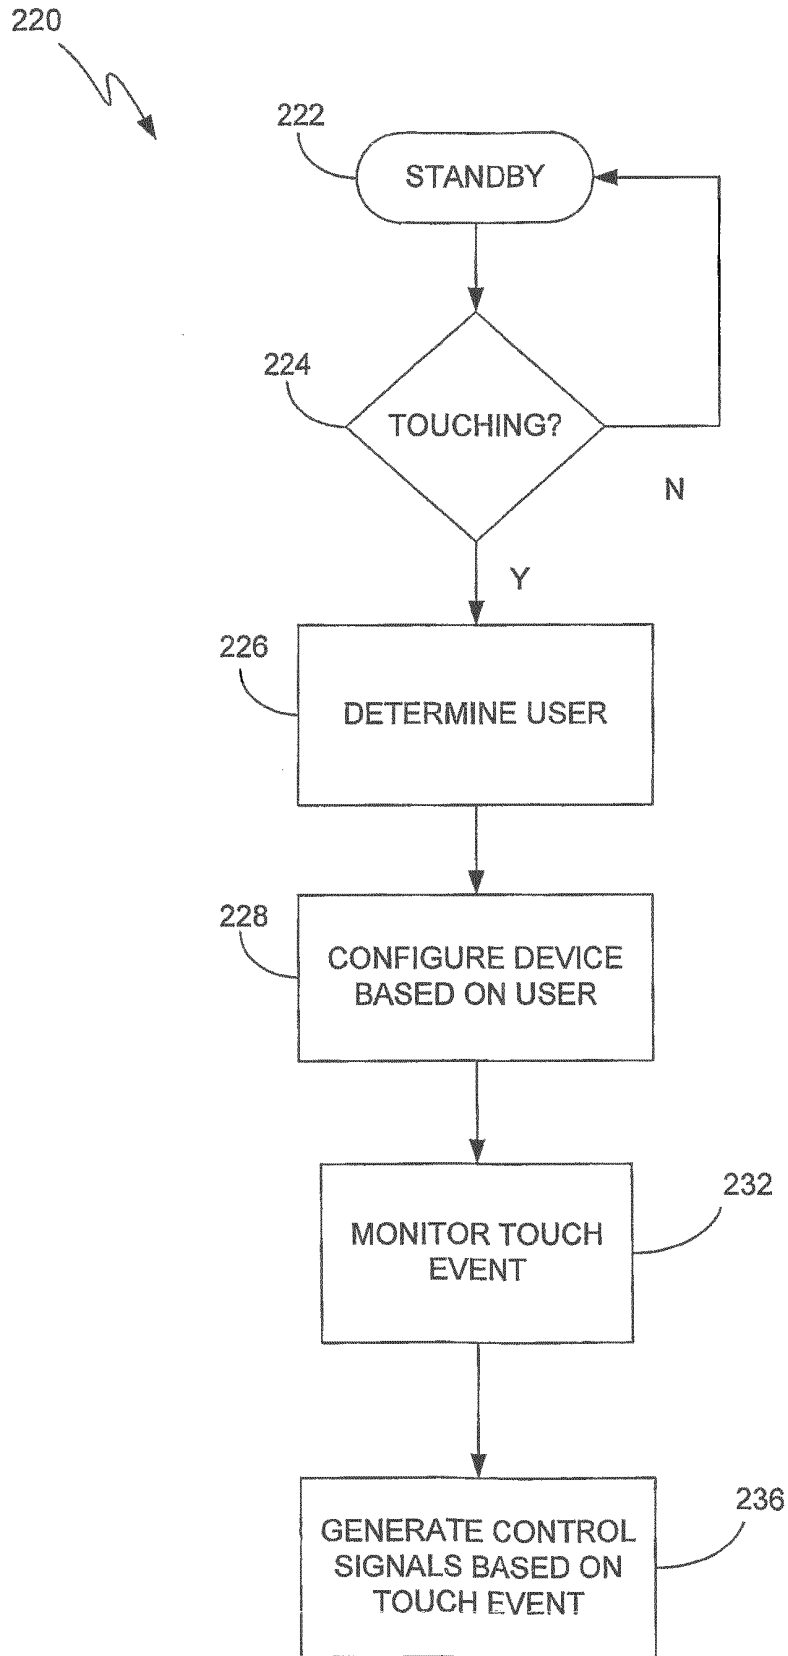 220
222
STANDBY
224
TOUCHING?
N
Y
226
DETERMINE USER
228
CONFIGURE DEVICE
BASED ON USER
232
MONITOR TOUCH
EVENT
236
GENERATE CONTROL
SIGNALS BASED ON
TOUCH EVENT